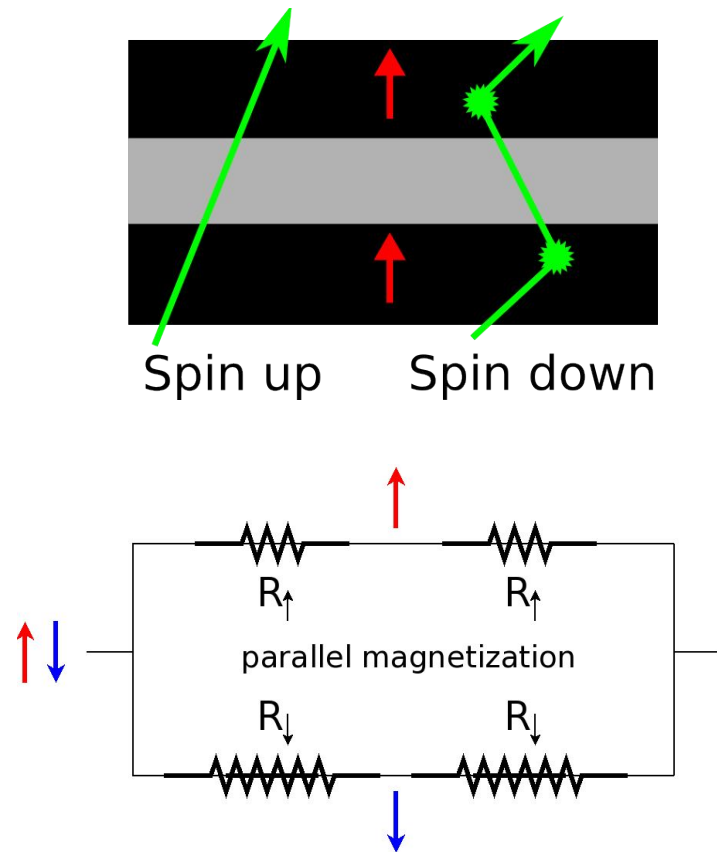 Spin up Spin down
R↑ R↑
parallel magnetization
R↓ R↓